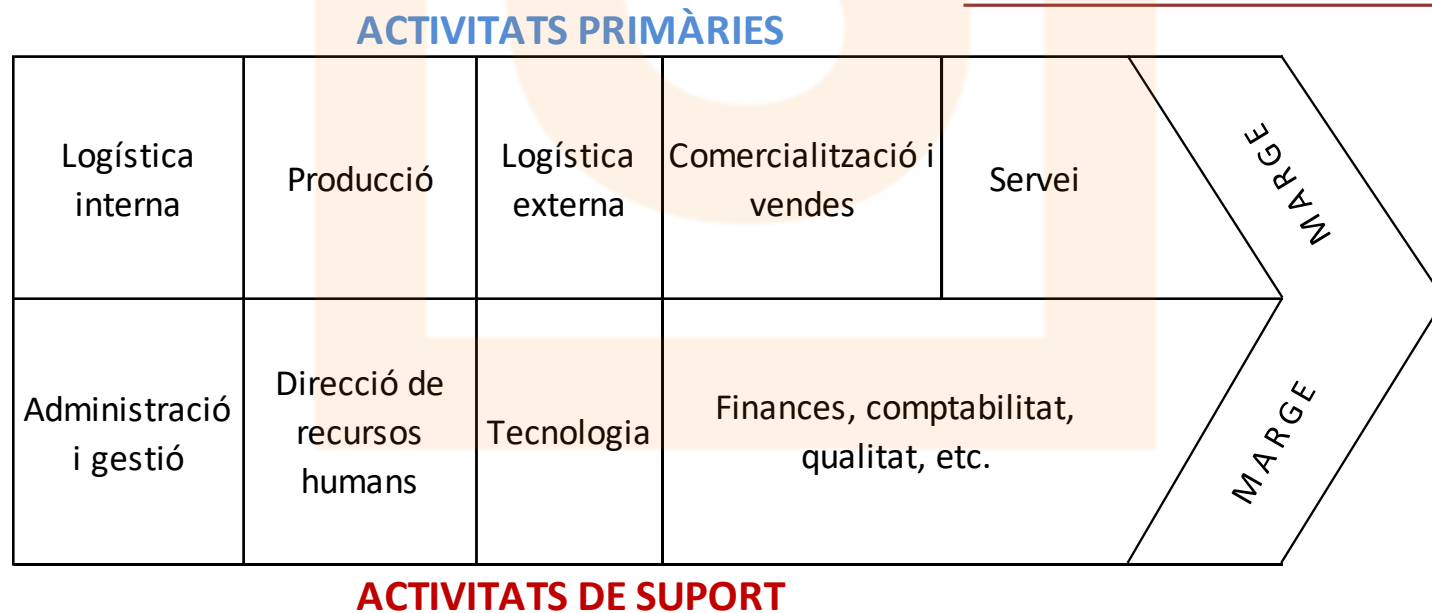 ACTIVITATS PRIMÀRIES
Logística
interna
Producció
Logística
externa
Comercialització i
vendes
Servei
MARGE
Administració
i gestió
Direcció de
recursos
humans
Tecnologia
Finances, comptabilitat,
qualitat, etc.
MARGE
ACTIVITATS DE SUPORT